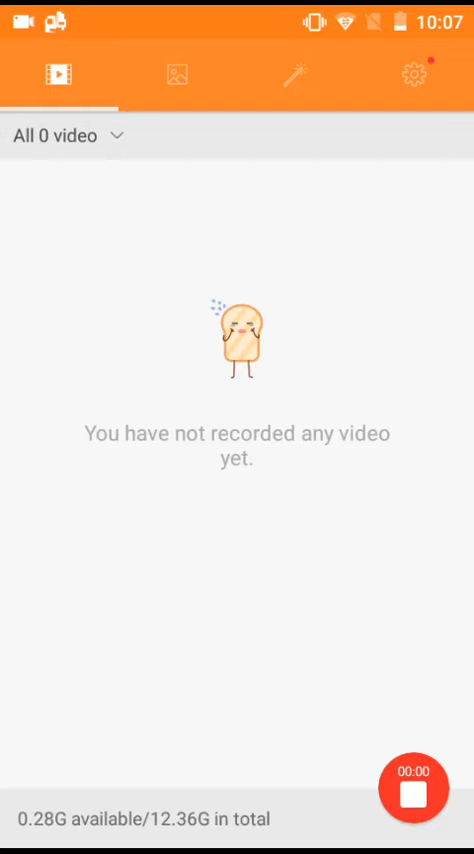 10:07
All 0 video
You have not recorded any video
yet.
00:00
0.28G available/12.36G in total